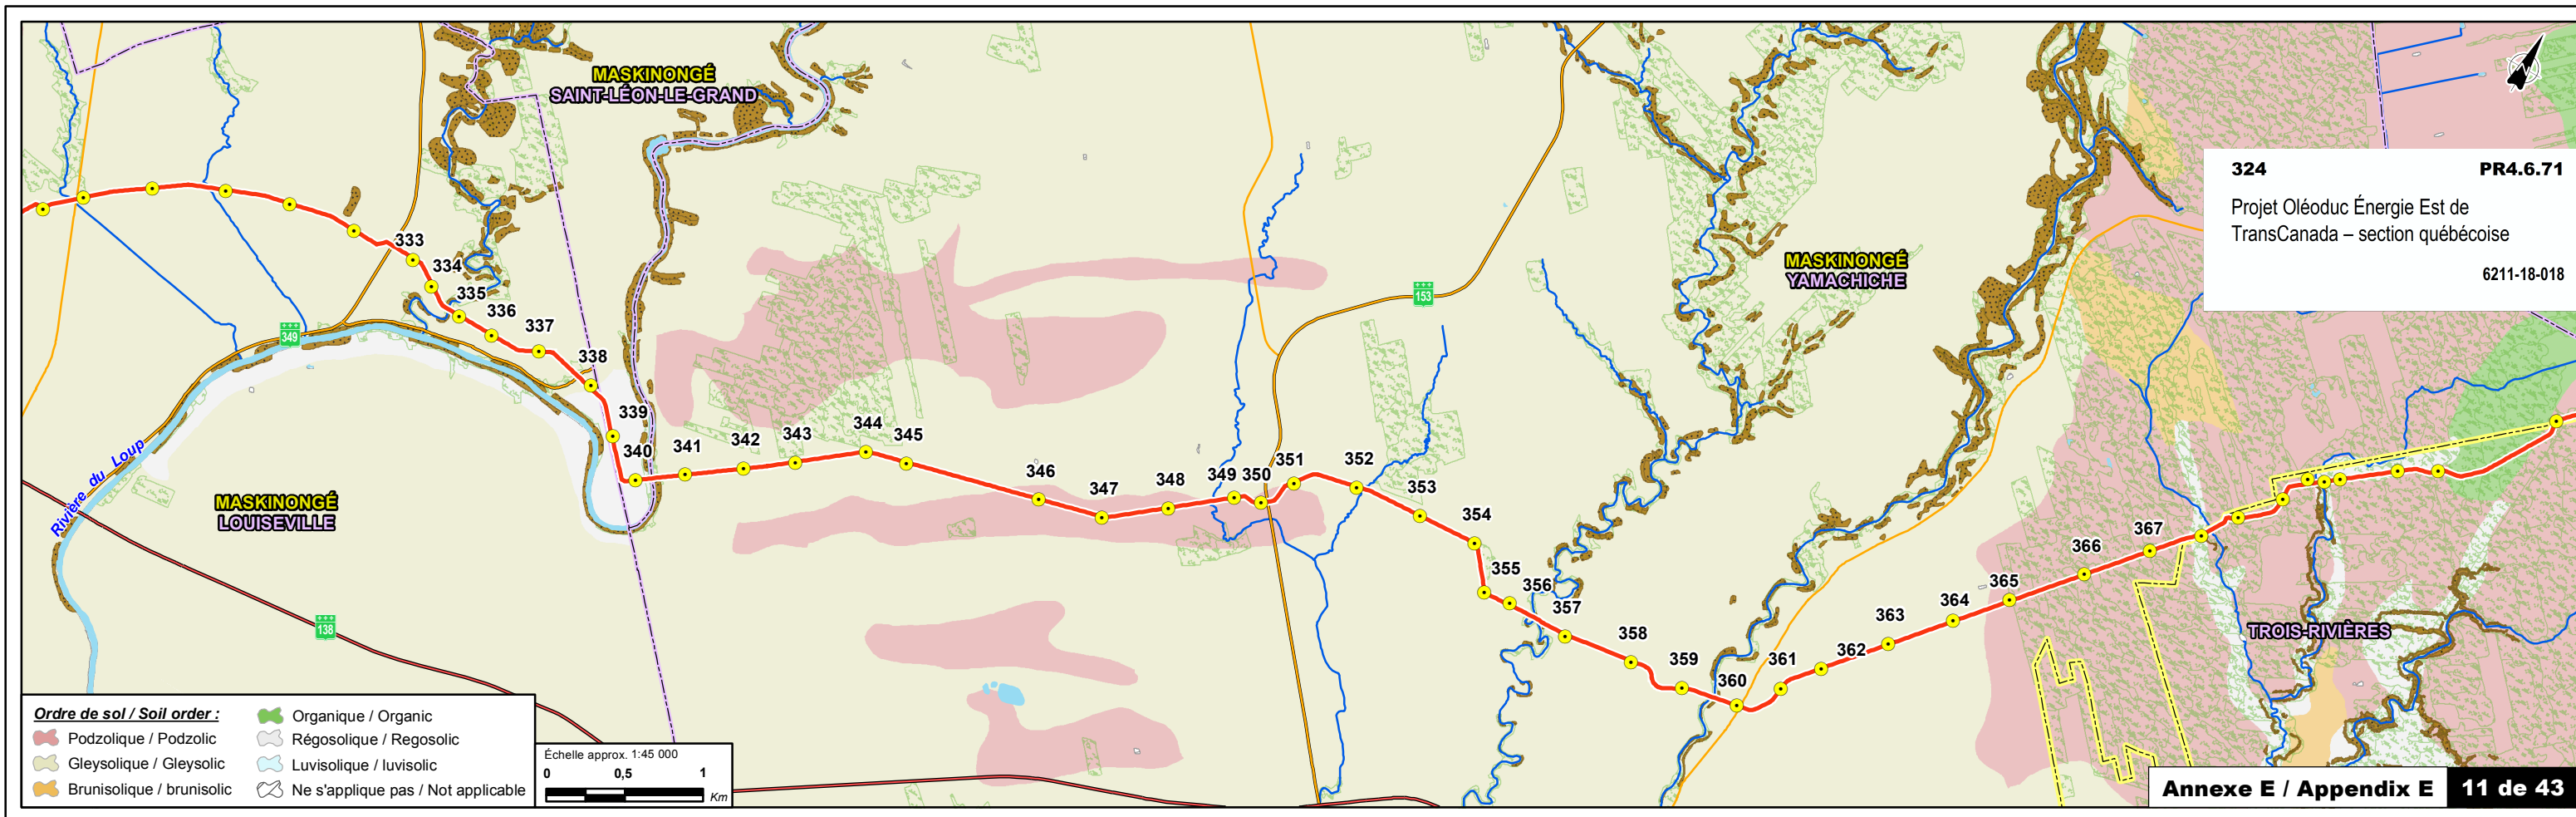 MASKINONGÉ
SAINT-LÉON-LE-GRAND
324 PR4.6.71
Projet Oléoduc Énergie Est de
TransCanada – section québécoise
6211-18-018
333
334
335
336
337
338
339
340
341
342
343
344
345
346
347
348
349
350
351
352
353
354
355
356
357
358
359
360
361
362
363
364
365
366
367
349
153
138
MASKINONGÉ
YAMACHICHE
Rivière du Loup
MASKINONGÉ
LOUISEVILLE
TROIS-RIVIÈRES
Ordre de sol / Soil order :
Podzolique / Podzolic
Gleysolique / Gleysolic
Brunisolique / brunisolic
Organique / Organic
Régosolique / Regosolic
Luvisolique / luvisolic
Ne s'applique pas / Not applicable
Échelle approx. 1:45 000
0 0,5 1
Km
Annexe E / Appendix E 11 de 43